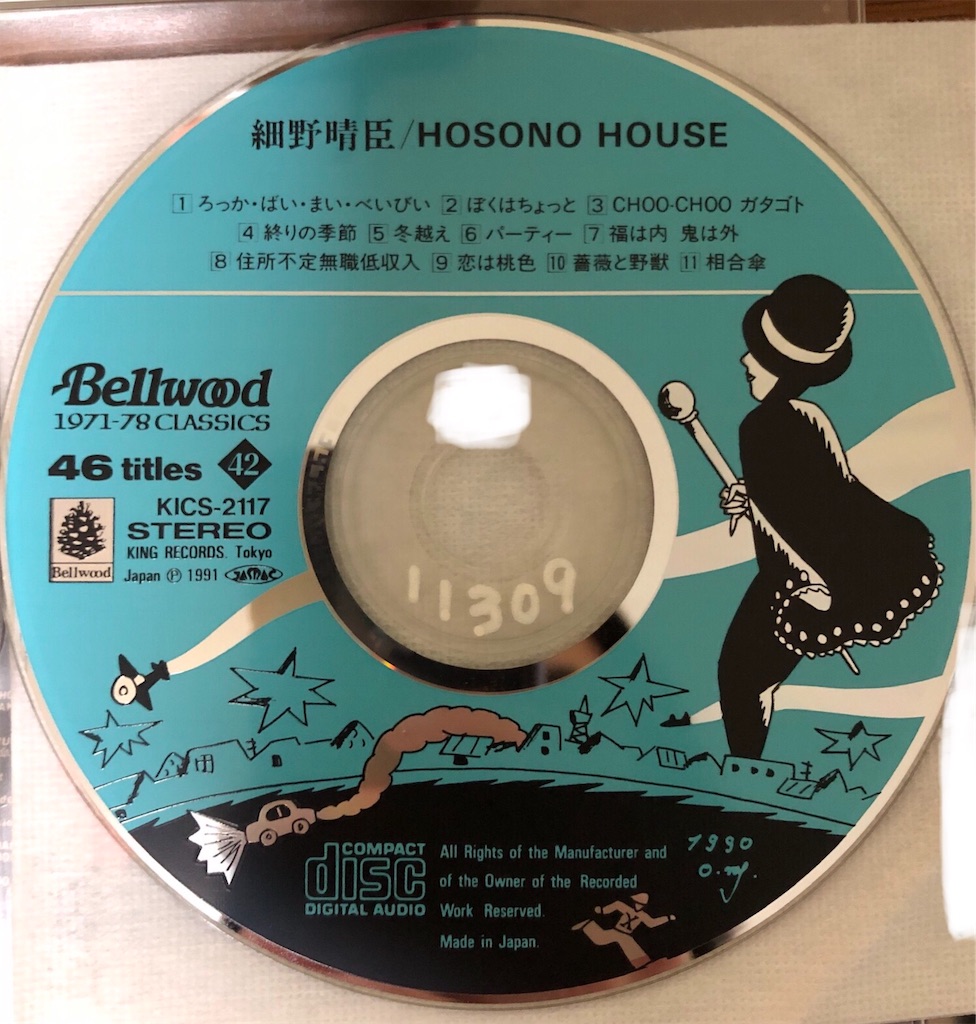 細野晴臣/HOSONO HOUSE
1 ろっか・ばい・まい・べいびい 2 ぼくはちょっと 3 CHOO-CHOO ガタゴト
4 終りの季節 5 冬越え 6 パーティー 7 福は内 鬼は外
8 住所不定無職低収入 9 恋は桃色 10 薔薇と野獣 11 相合傘
Bellwood
1971-78 CLASSICS
46 titles 42
KICS-2117
STEREO
KING RECORDS. Tokyo
Japan Ⓟ 1991 JASRAC
Bellwood
11309
COMPACT
disc
DIGITAL AUDIO
All Rights of the Manufacturer and
of the Owner of the Recorded
Work Reserved.
Made in Japan.
1990